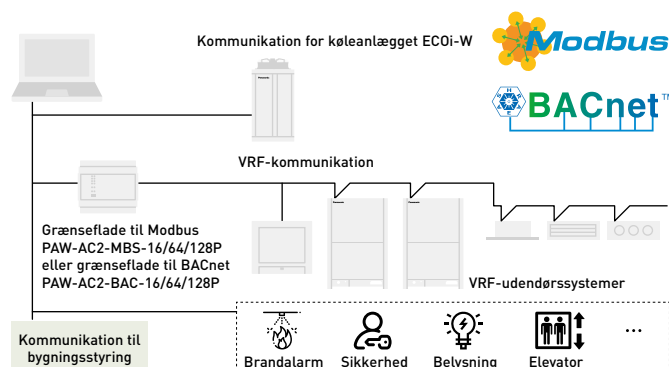 Kommunikation for køleanlægget ECOi-W
Modbus
BACnet™
VRF-kommunikation
Grænseflade til Modbus
PAW-AC2-MBS-16/64/128P
eller grænseflade til BACnet
PAW-AC2-BAC-16/64/128P
VRF-udendørssystemer
Kommunikation til
bygningsstyring
Brandalarm Sikkerhed Belysning Elevator ...